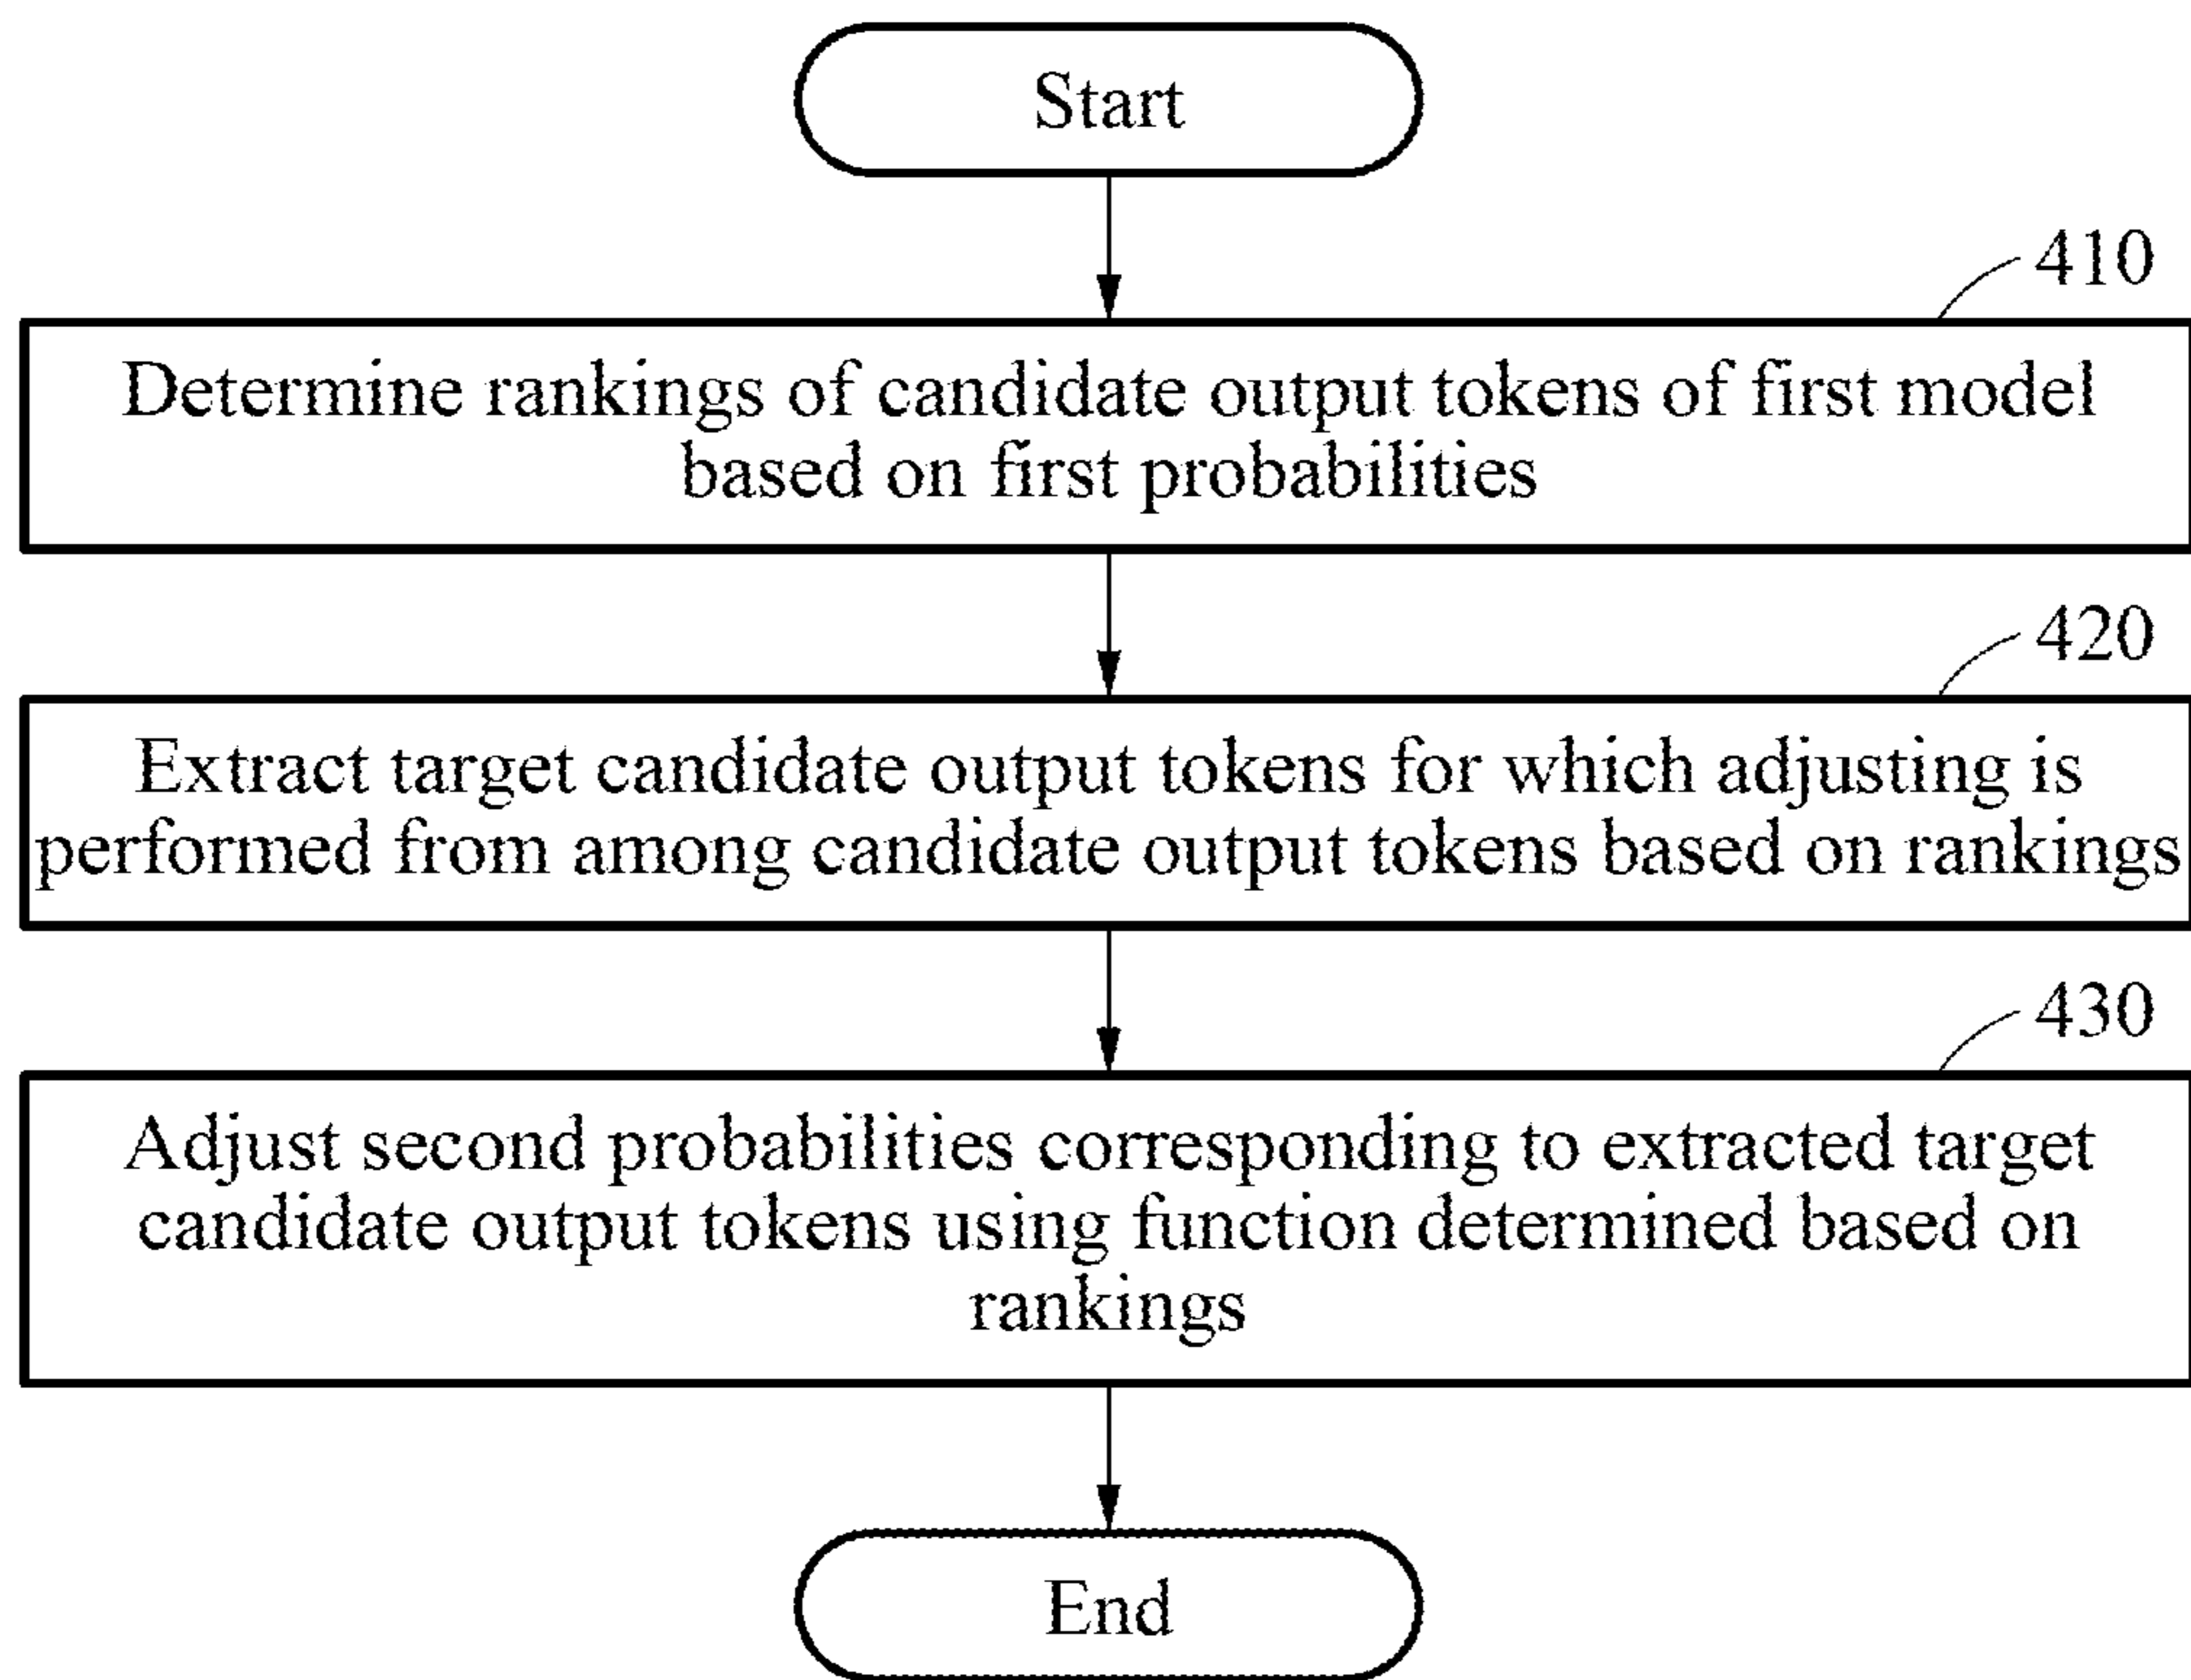 Start
410
Determine rankings of candidate output tokens of first model
based on first probabilities
420
Extract target candidate output tokens for which adjusting is
performed from among candidate output tokens based on rankings
430
Adjust second probabilities corresponding to extracted target
candidate output tokens using function determined based on
rankings
End